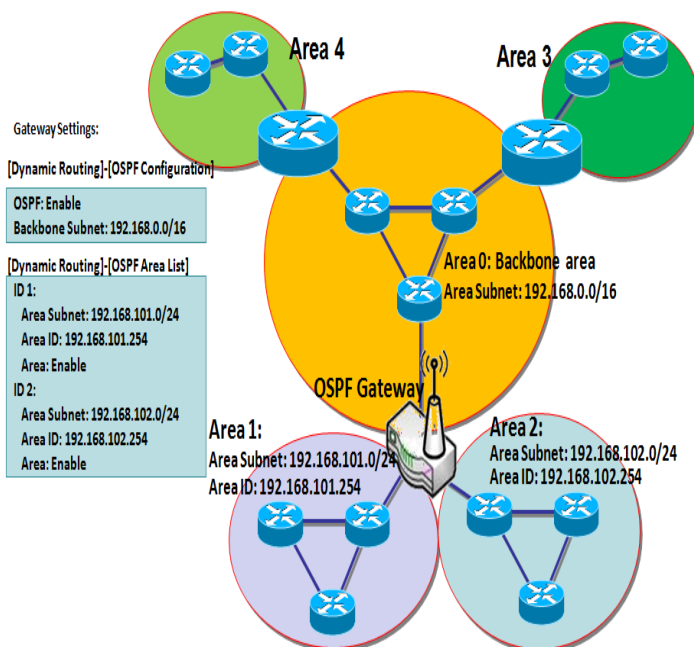 Area 4
Area 3
Gateway Settings:
[Dynamic Routing]-[OSPF Configuration]
OSPF: Enable
Backbone Subnet: 192.168.0.0/16
[Dynamic Routing]-[OSPF Area List]
ID 1:
Area Subnet: 192.168.101.0/24
Area ID: 192.168.101.254
Area: Enable
ID 2:
Area Subnet: 192.168.102.0/24
Area ID: 192.168.102.254
Area: Enable
Area 0: Backbone area
Area Subnet: 192.168.0.0/16
OSPF Gateway
Area 1:
Area Subnet: 192.168.101.0/24
Area ID: 192.168.101.254
Area 2:
Area Subnet: 192.168.102.0/24
Area ID: 192.168.102.254